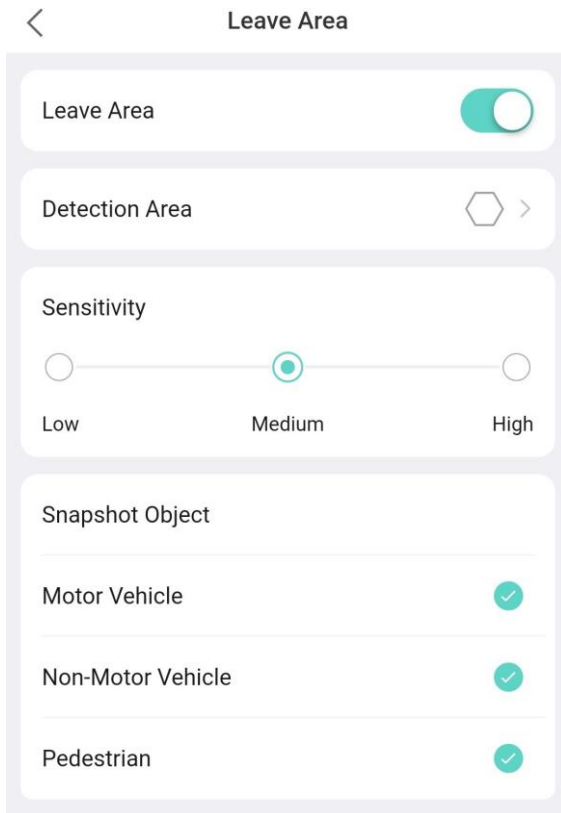 Leave Area
Leave Area
Detection Area
Sensitivity
Low Medium High
Snapshot Object
Motor Vehicle
Non-Motor Vehicle
Pedestrian